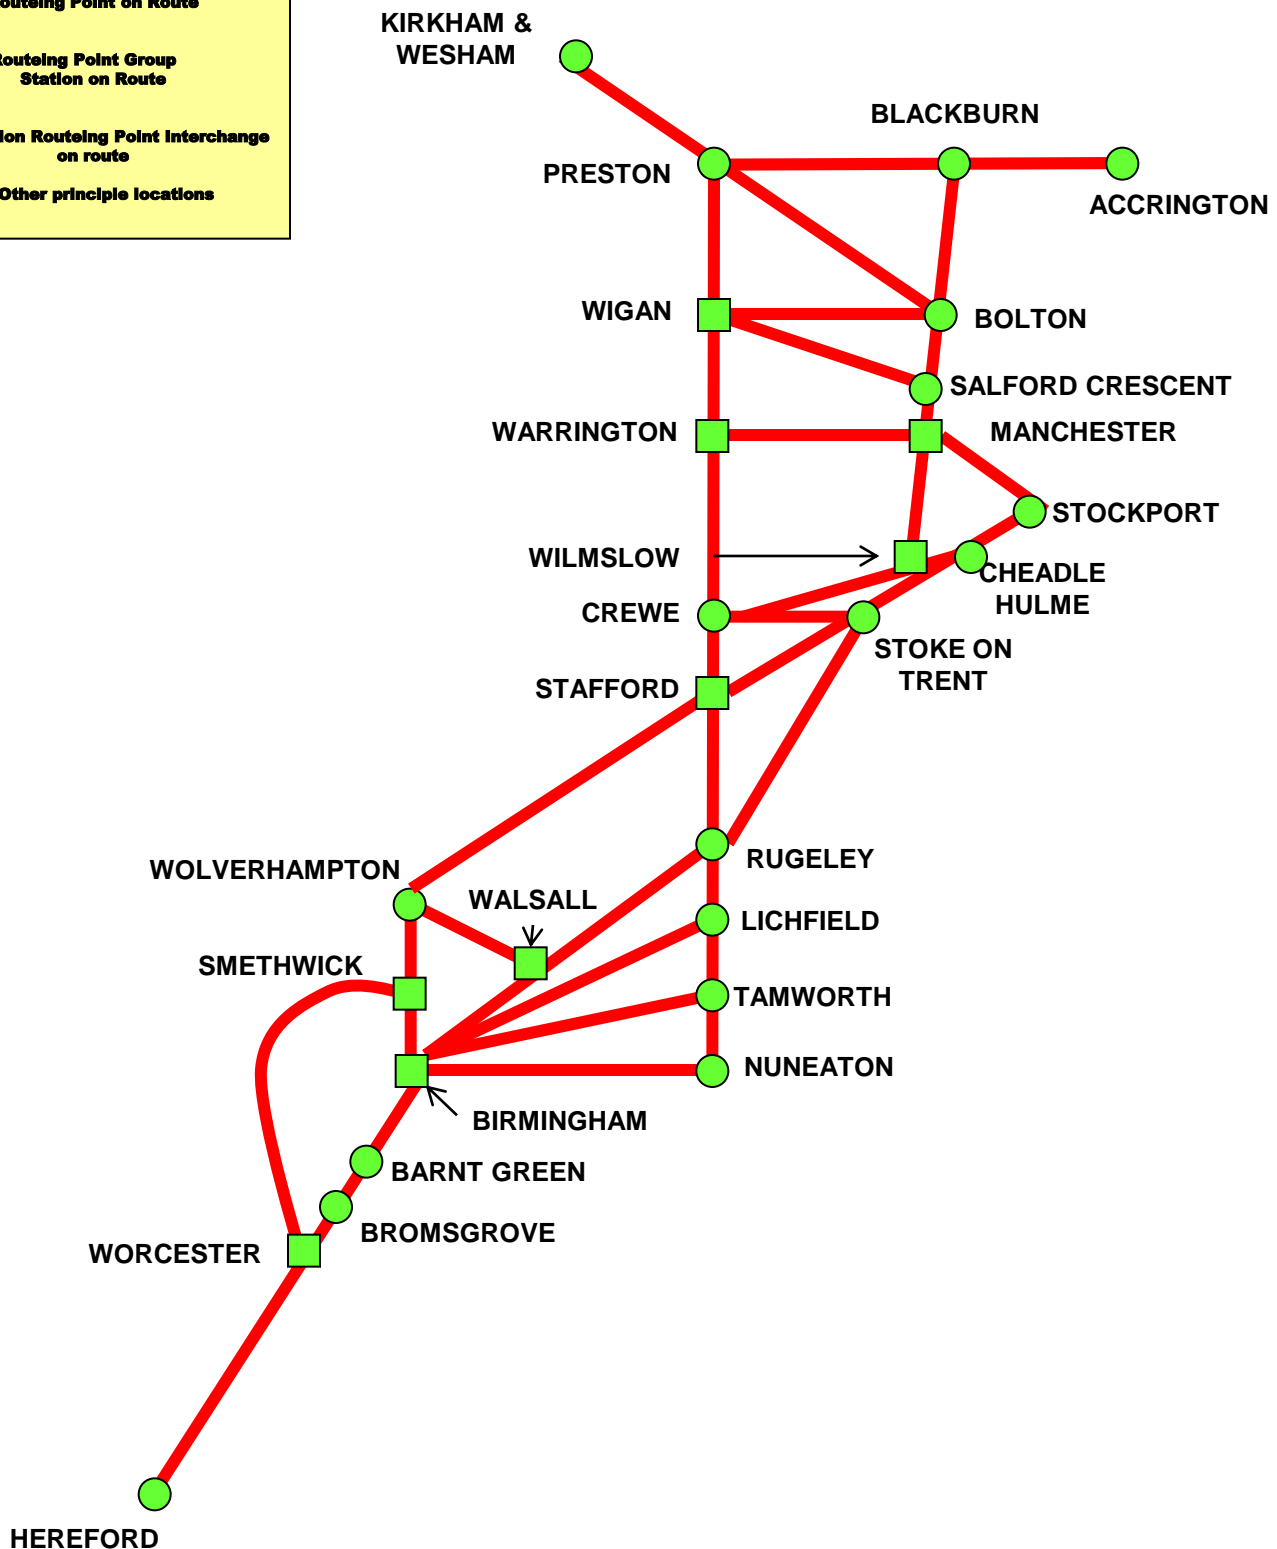 Point on Route
Routeing Point Group
Station on Route
Routeing Point Interchange
on route
Other principle locations
KIRKHAM &
WESHAM
BLACKBURN
PRESTON
ACCRINGTON
WIGAN
BOLTON
SALFORD CRESCENT
WARRINGTON
MANCHESTER
STOCKPORT
WILMSLOW
CHEADLE
HULME
CREWE
STOKE ON
TRENT
STAFFORD
RUGELEY
WOLVERHAMPTON
WALSALL
LICHFIELD
SMETHWICK
TAMWORTH
NUNEATON
BIRMINGHAM
BARNT GREEN
BROMSGROVE
WORCESTER
HEREFORD